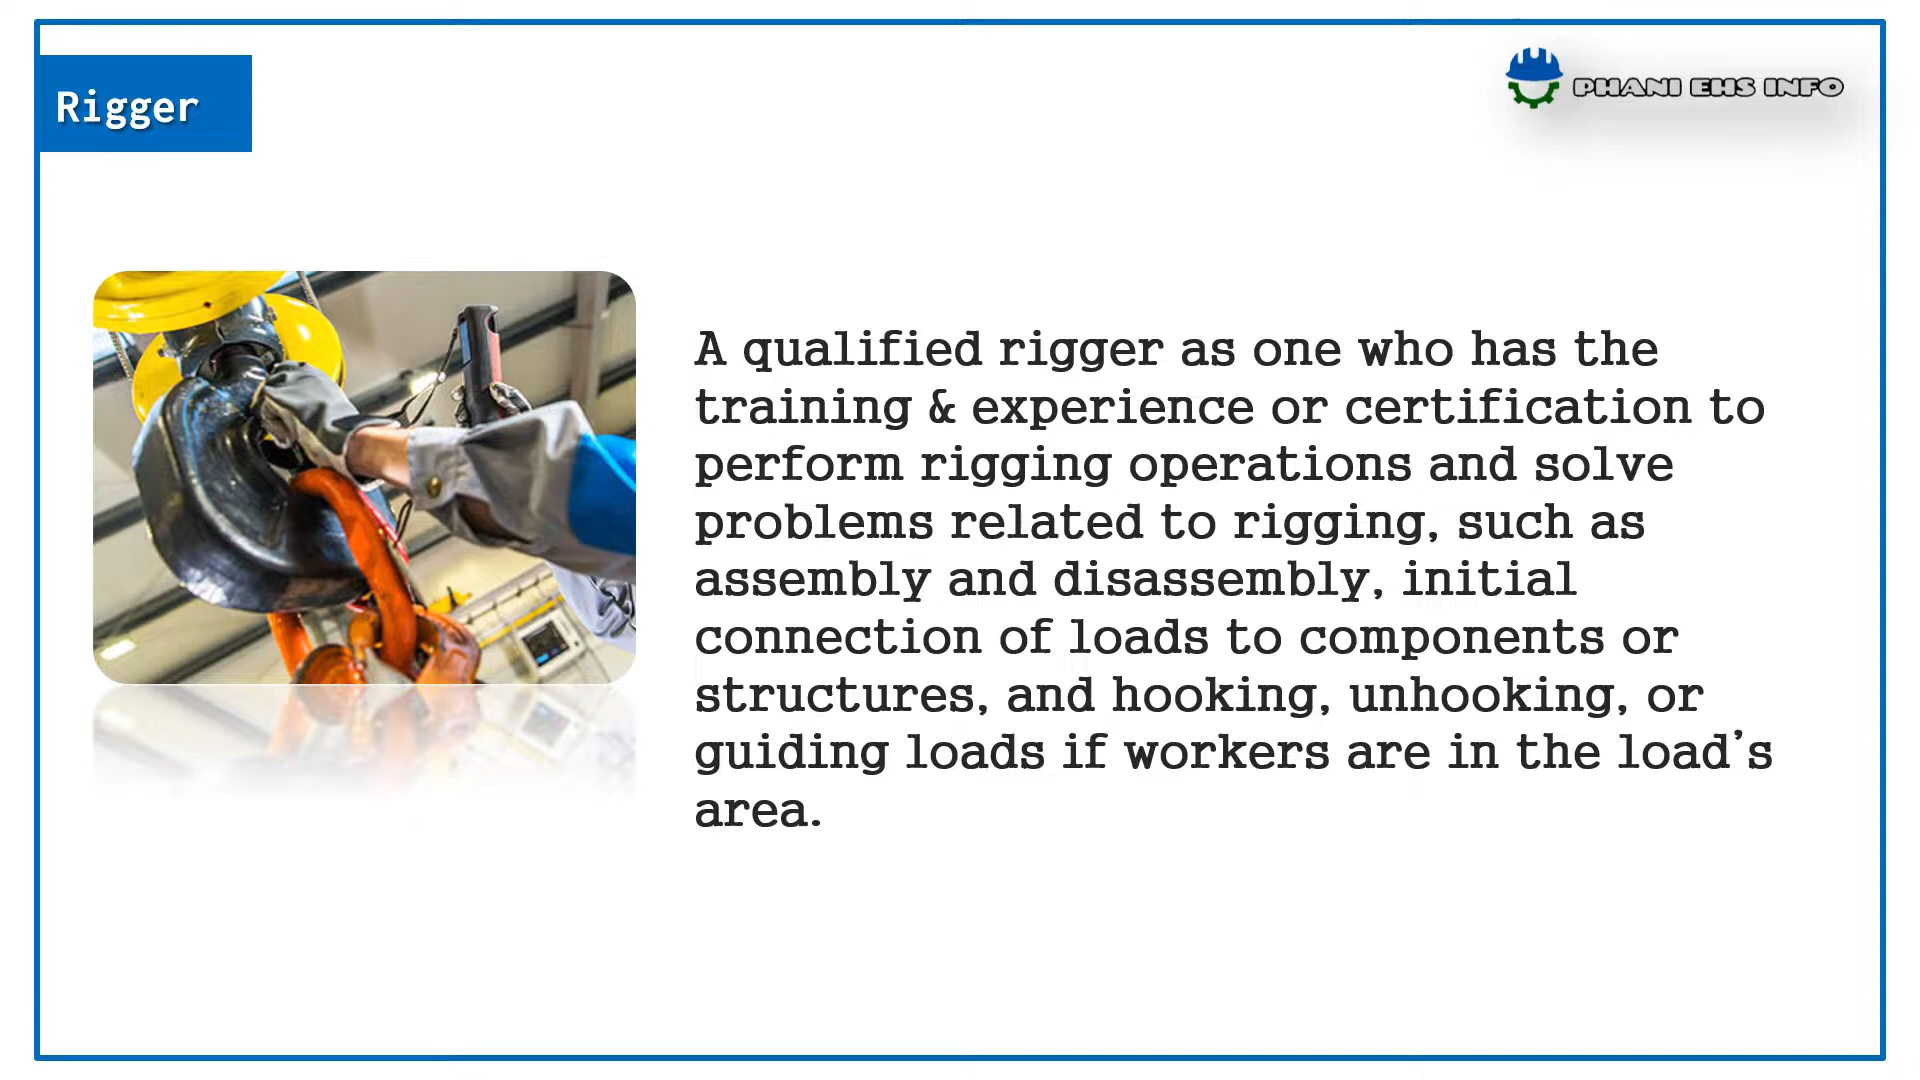 Rigger
PHANI EHS INFO
A qualified rigger as one who has the
training & experience or certification to
perform rigging operations and solve
problems related to rigging, such as
assembly and disassembly, initial
connection of loads to components or
structures, and hooking, unhooking, or
guiding loads if workers are in the load’s
area.